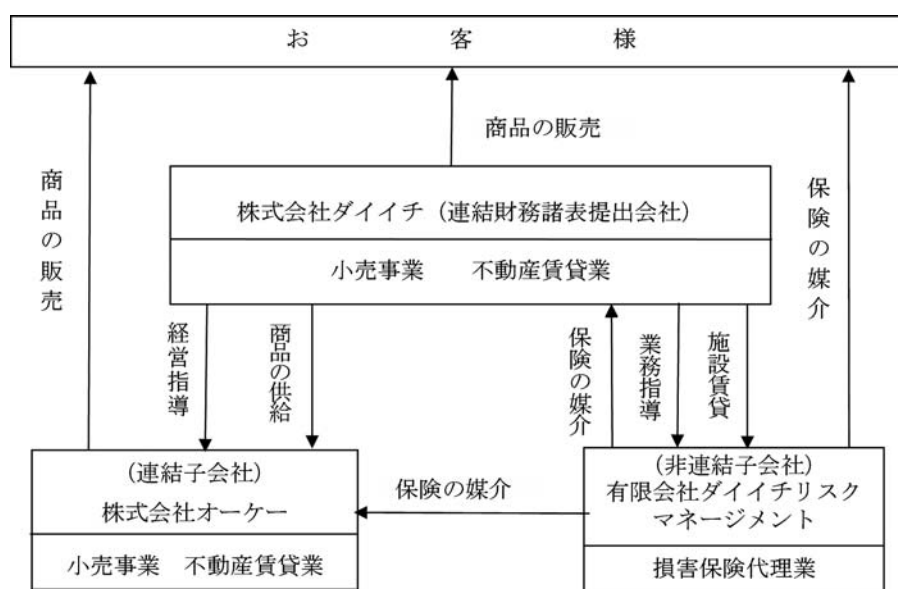 お客様
商品の販売
商品の販売
保険の媒介
株式会社ダイイチ（連結財務諸表提出会社）
小売事業　不動産賃貸業
経営指導
商品の供給
保険の媒介
業務指導
施設賃貸
(連結子会社)
株式会社オーケー
小売事業　不動産賃貸業
保険の媒介
(非連結子会社)
有限会社ダイイチリスク
マネージメント
損害保険代理業